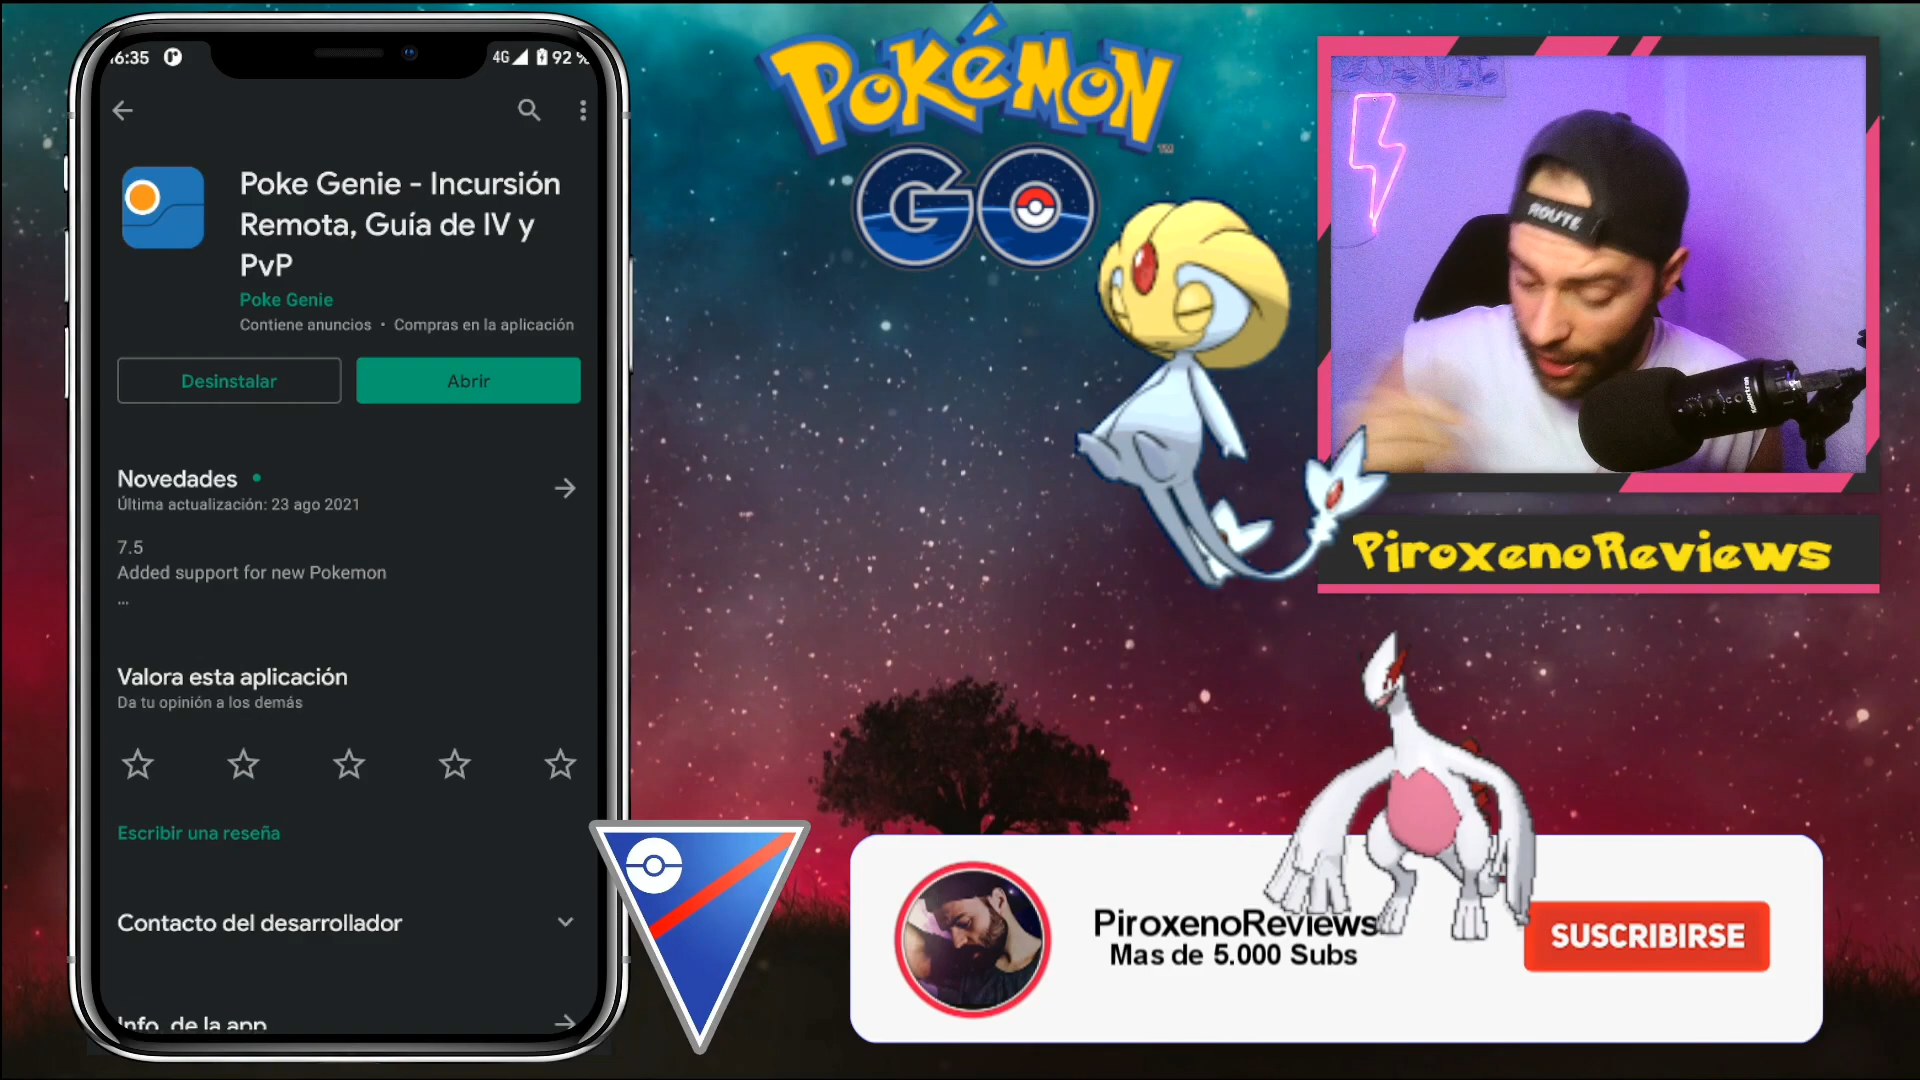 6:35
4G 92 %
Poke Genie - Incursión
Remota, Guía de IV y
PvP
Poke Genie
Contiene anuncios • Compras en la aplicación
Desinstalar
Abrir
Novedades
Última actualización: 23 ago 2021
7.5
Added support for new Pokemon
...
Valora esta aplicación
Da tu opinión a los demás
Escribir una reseña
Contacto del desarrollador
Info. de la app
POKÉMON
TM
GO
ROUTE
PiroxenoReviews
PiroxenoReviews
Mas de 5.000 Subs
SUSCRIBIRSE